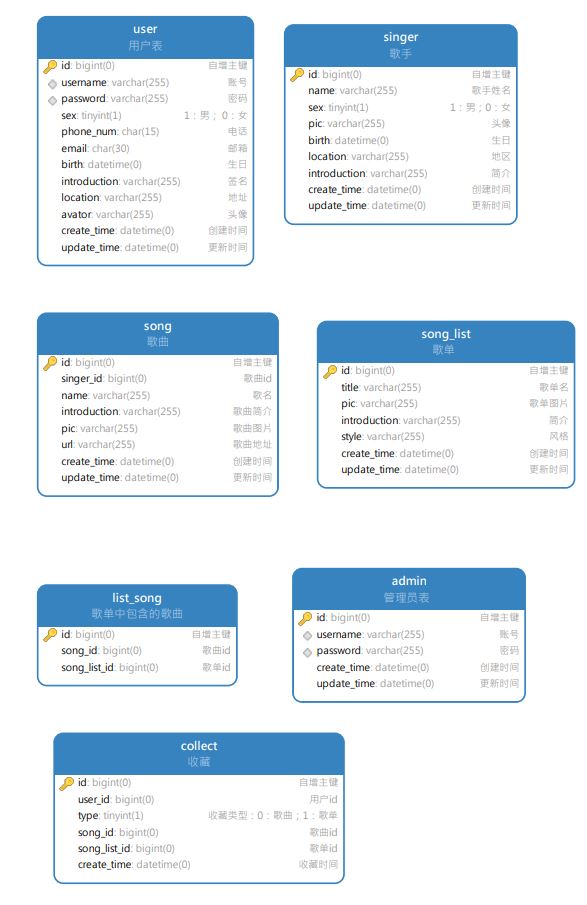 user
用户表
id: bigint(0) 自增主键
username: varchar(255) 账号
password: varchar(255) 密码
sex: tinyint(1) 1：男； 0：女
phone_num: char(15) 电话
email: char(30) 邮箱
birth: datetime(0) 生日
introduction: varchar(255) 签名
location: varchar(255) 地址
avator: varchar(255) 头像
create_time: datetime(0) 创建时间
update_time: datetime(0) 更新时间
singer
歌手
id: bigint(0) 自增主键
name: varchar(255) 歌手姓名
sex: tinyint(1) 1：男；0：女
pic: varchar(255) 头像
birth: datetime(0) 生日
location: varchar(255) 地区
introduction: varchar(255) 简介
create_time: datetime(0) 创建时间
update_time: datetime(0) 更新时间
song
歌曲
id: bigint(0) 自增主键
singer_id: bigint(0) 歌曲id
name: varchar(255) 歌名
introduction: varchar(255) 歌曲简介
pic: varchar(255) 歌曲图片
url: varchar(255) 歌曲地址
create_time: datetime(0) 创建时间
update_time: datetime(0) 更新时间
song_list
歌单
id: bigint(0) 自增主键
title: varchar(255) 歌单名
pic: varchar(255) 歌单图片
introduction: varchar(255) 简介
style: varchar(255) 风格
create_time: datetime(0) 创建时间
update_time: datetime(0) 更新时间
list_song
歌单中包含的歌曲
id: bigint(0) 自增主键
song_id: bigint(0) 歌曲id
song_list_id: bigint(0) 歌单id
admin
管理员表
id: bigint(0) 自增主键
username: varchar(255) 账号
password: varchar(255) 密码
create_time: datetime(0) 创建时间
update_time: datetime(0) 更新时间
collect
收藏
id: bigint(0) 自增主键
user_id: bigint(0) 用户id
type: tinyint(1) 收藏类型：0：歌曲；1：歌单
song_id: bigint(0) 歌曲id
song_list_id: bigint(0) 歌单id
create_time: datetime(0) 收藏时间